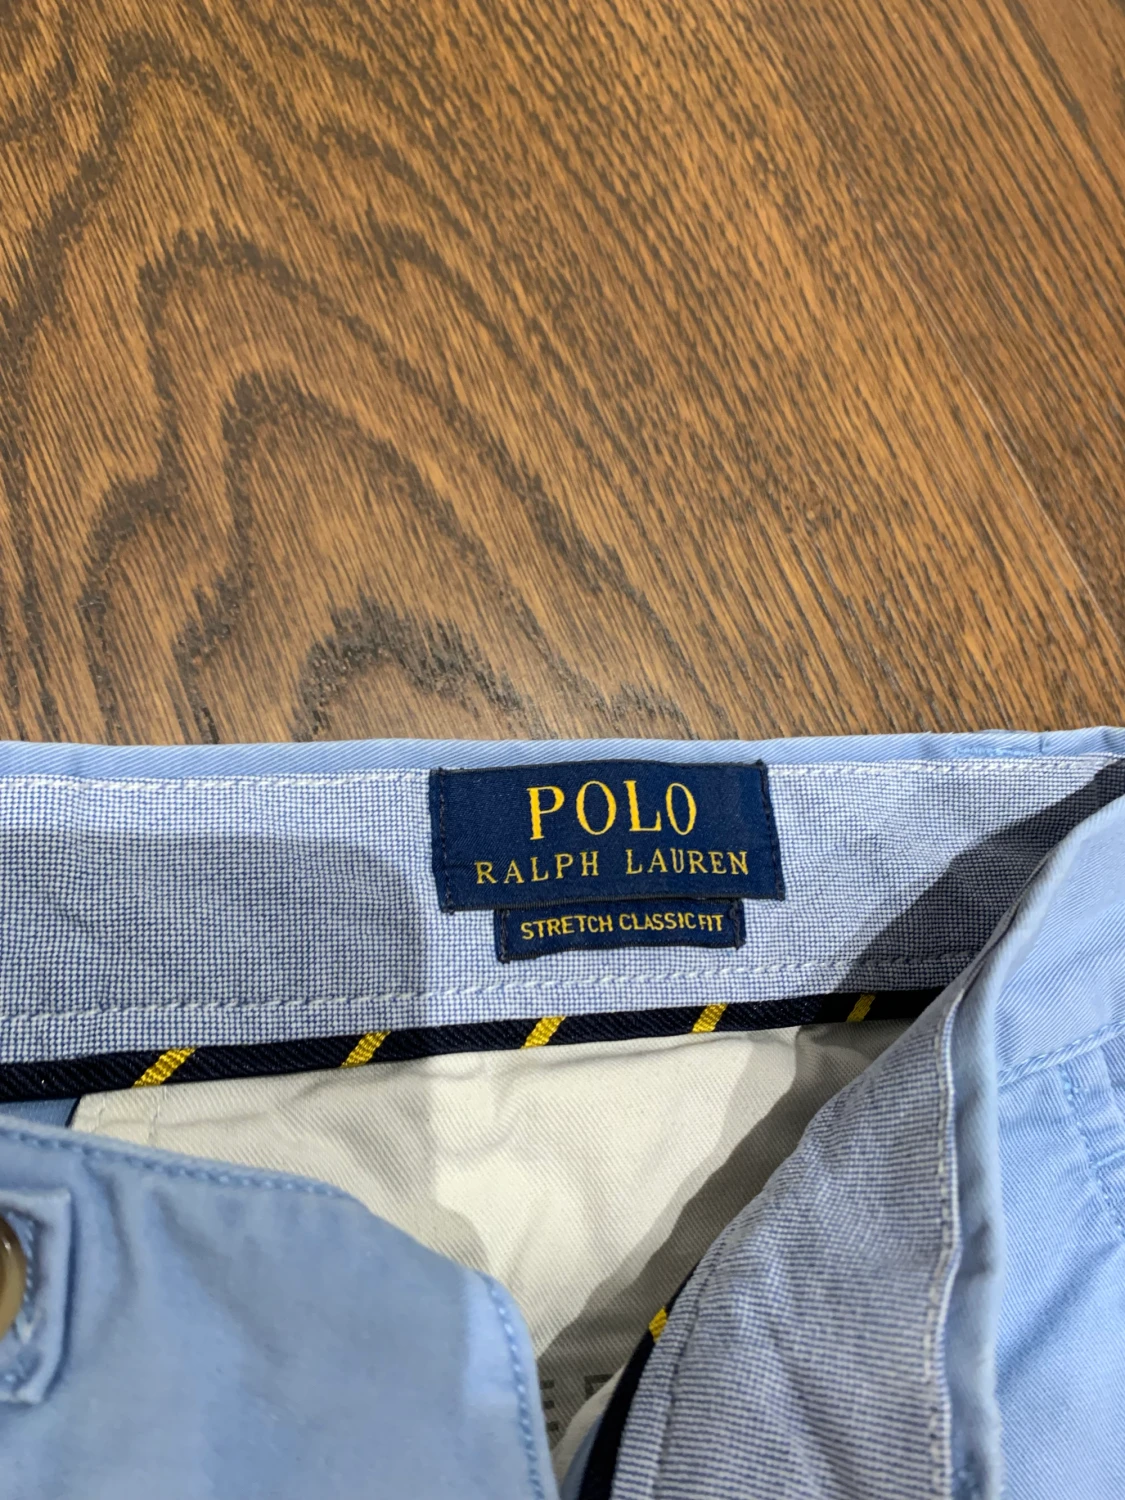 POLO
RALPH LAUREN
STRETCH CLASSIC FIT